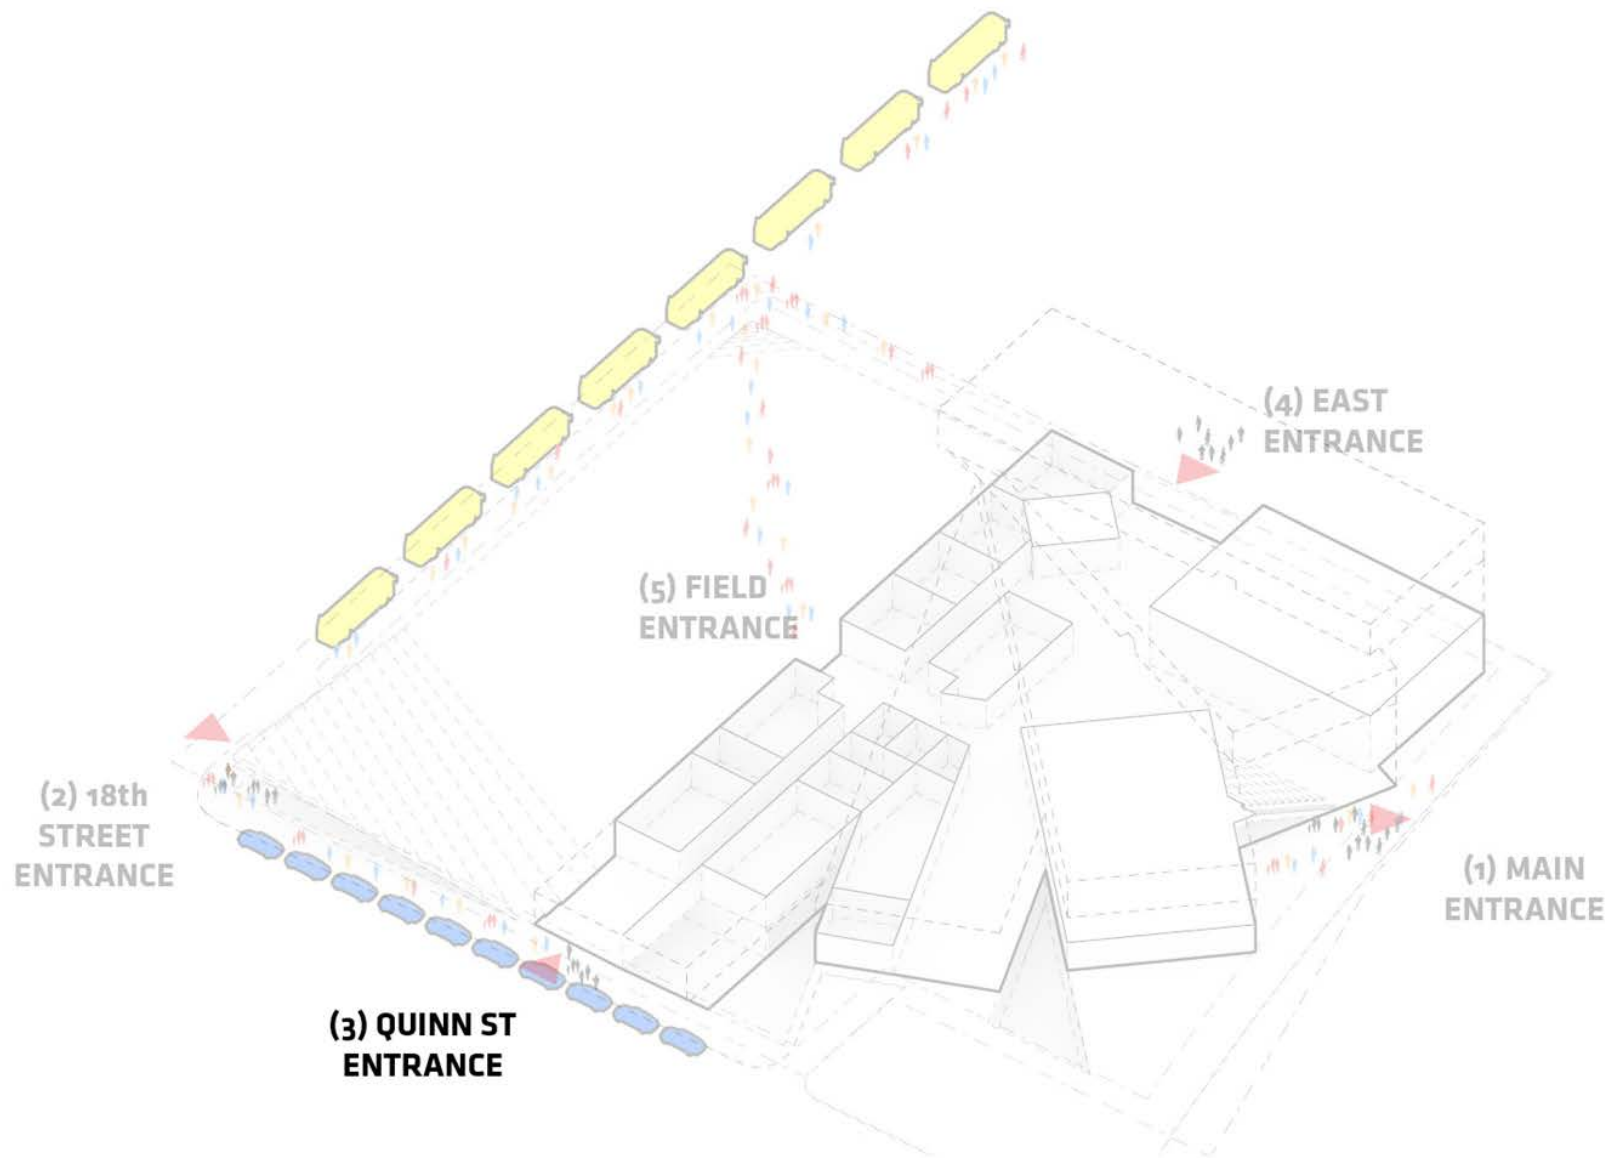 (4) EAST
ENTRANCE
(5) FIELD
ENTRANCE
(2) 18th
STREET
ENTRANCE
(1) MAIN
ENTRANCE
(3) QUINN ST
ENTRANCE